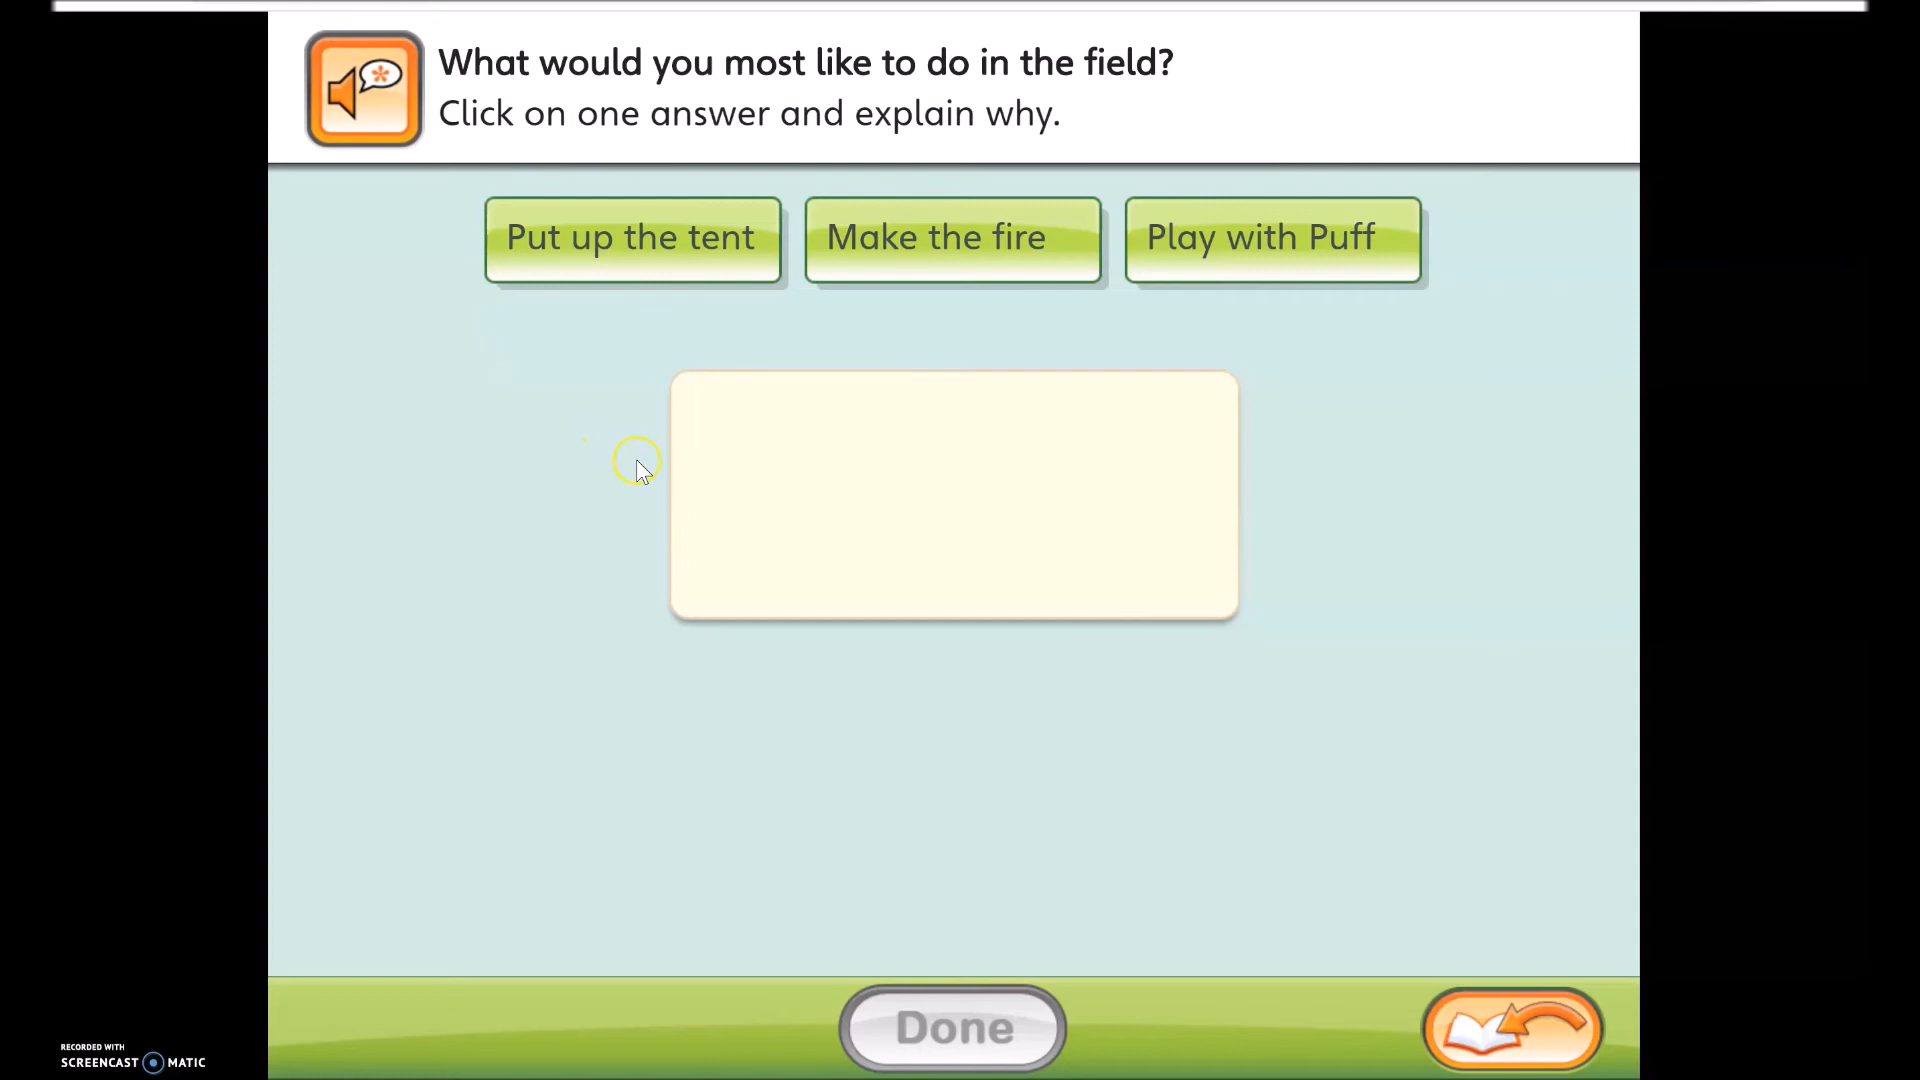 What would you most like to do in the field?
Click on one answer and explain why.
Put up the tent
Make the fire
Play with Puff
Done
RECORDED WITH
SCREENCAST MATIC